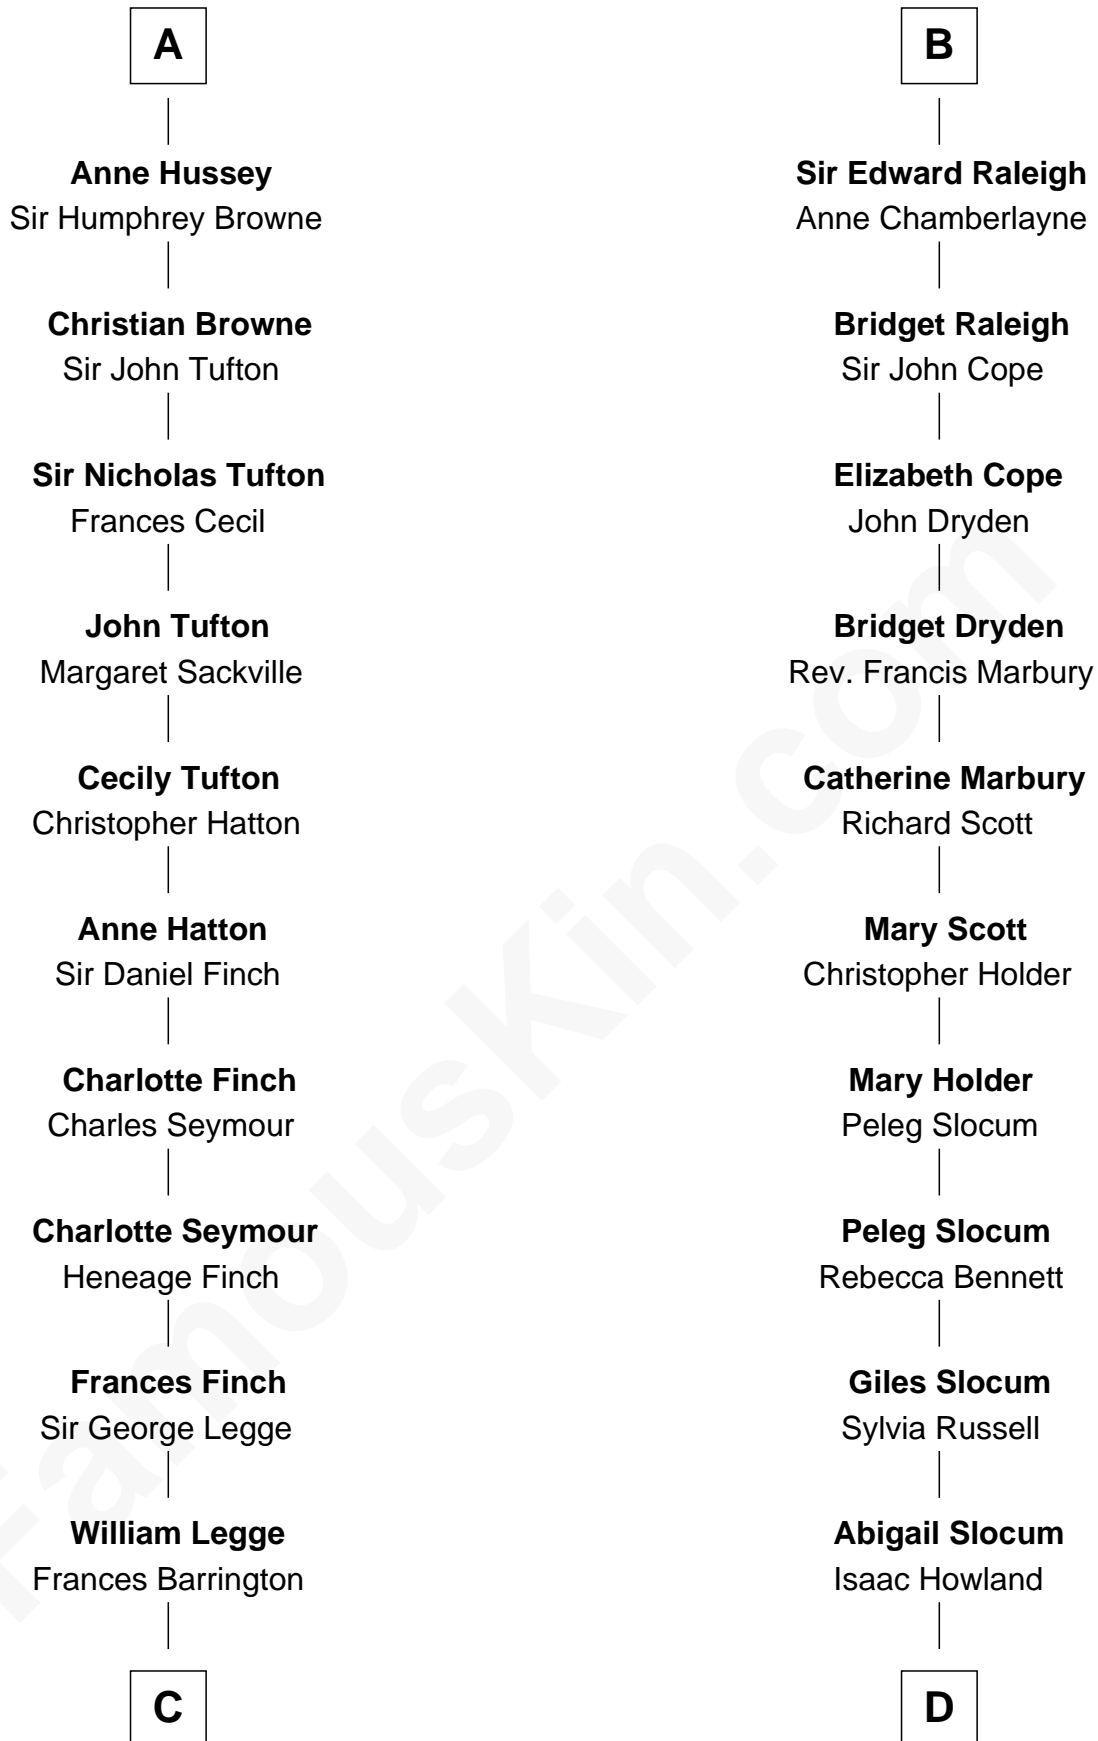 A
Anne Hussey
Sir Humphrey Browne
Christian Browne
Sir John Tufton
Sir Nicholas Tufton
Frances Cecil
John Tufton
Margaret Sackville
Cecily Tufton
Christopher Hatton
Anne Hatton
Sir Daniel Finch
Charlotte Finch
Charles Seymour
Charlotte Seymour
Heneage Finch
Frances Finch
Sir George Legge
William Legge
Frances Barrington
C
B
Sir Edward Raleigh
Anne Chamberlayne
Bridget Raleigh
Sir John Cope
Elizabeth Cope
John Dryden
Bridget Dryden
Rev. Francis Marbury
Catherine Marbury
Richard Scott
Mary Scott
Christopher Holder
Mary Holder
Peleg Slocum
Peleg Slocum
Rebecca Bennett
Giles Slocum
Sylvia Russell
Abigail Slocum
Isaac Howland
D
FamousKin.com